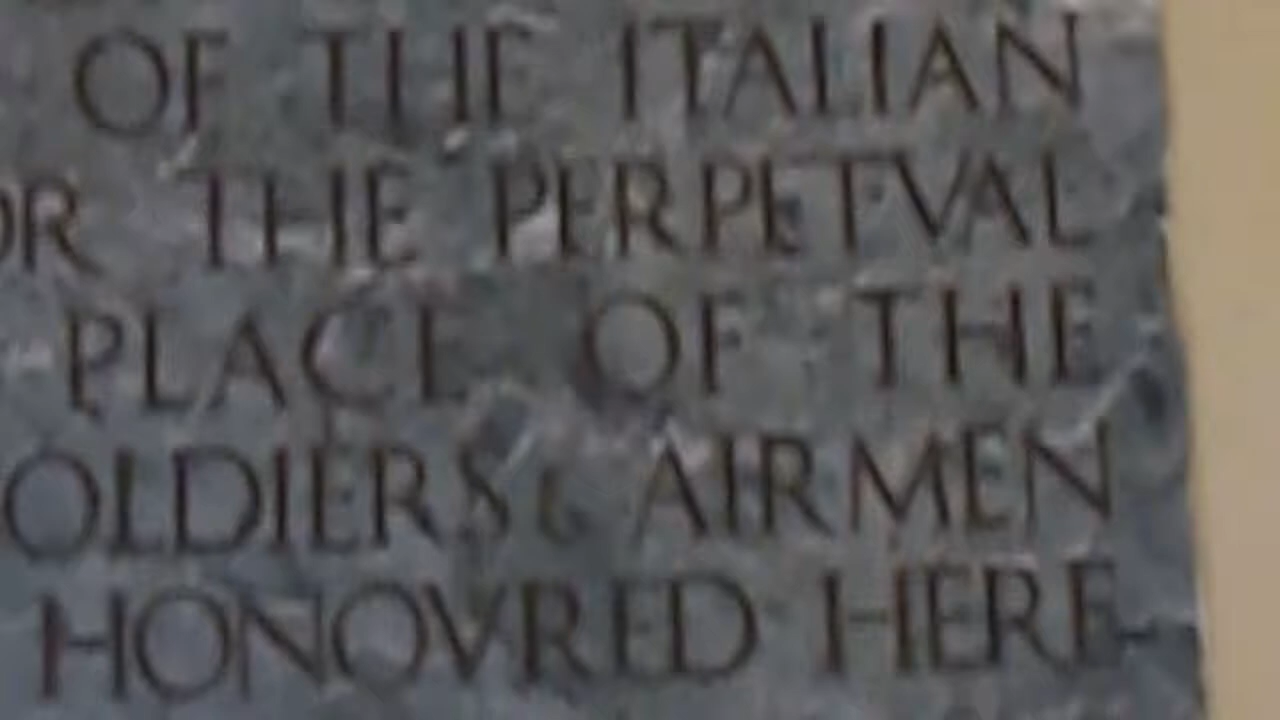 OF THE ITALIAN
OR THE PERPETVAL
PLACE OF THE
OLDIERS & AIRMEN
HONOVRED HERE